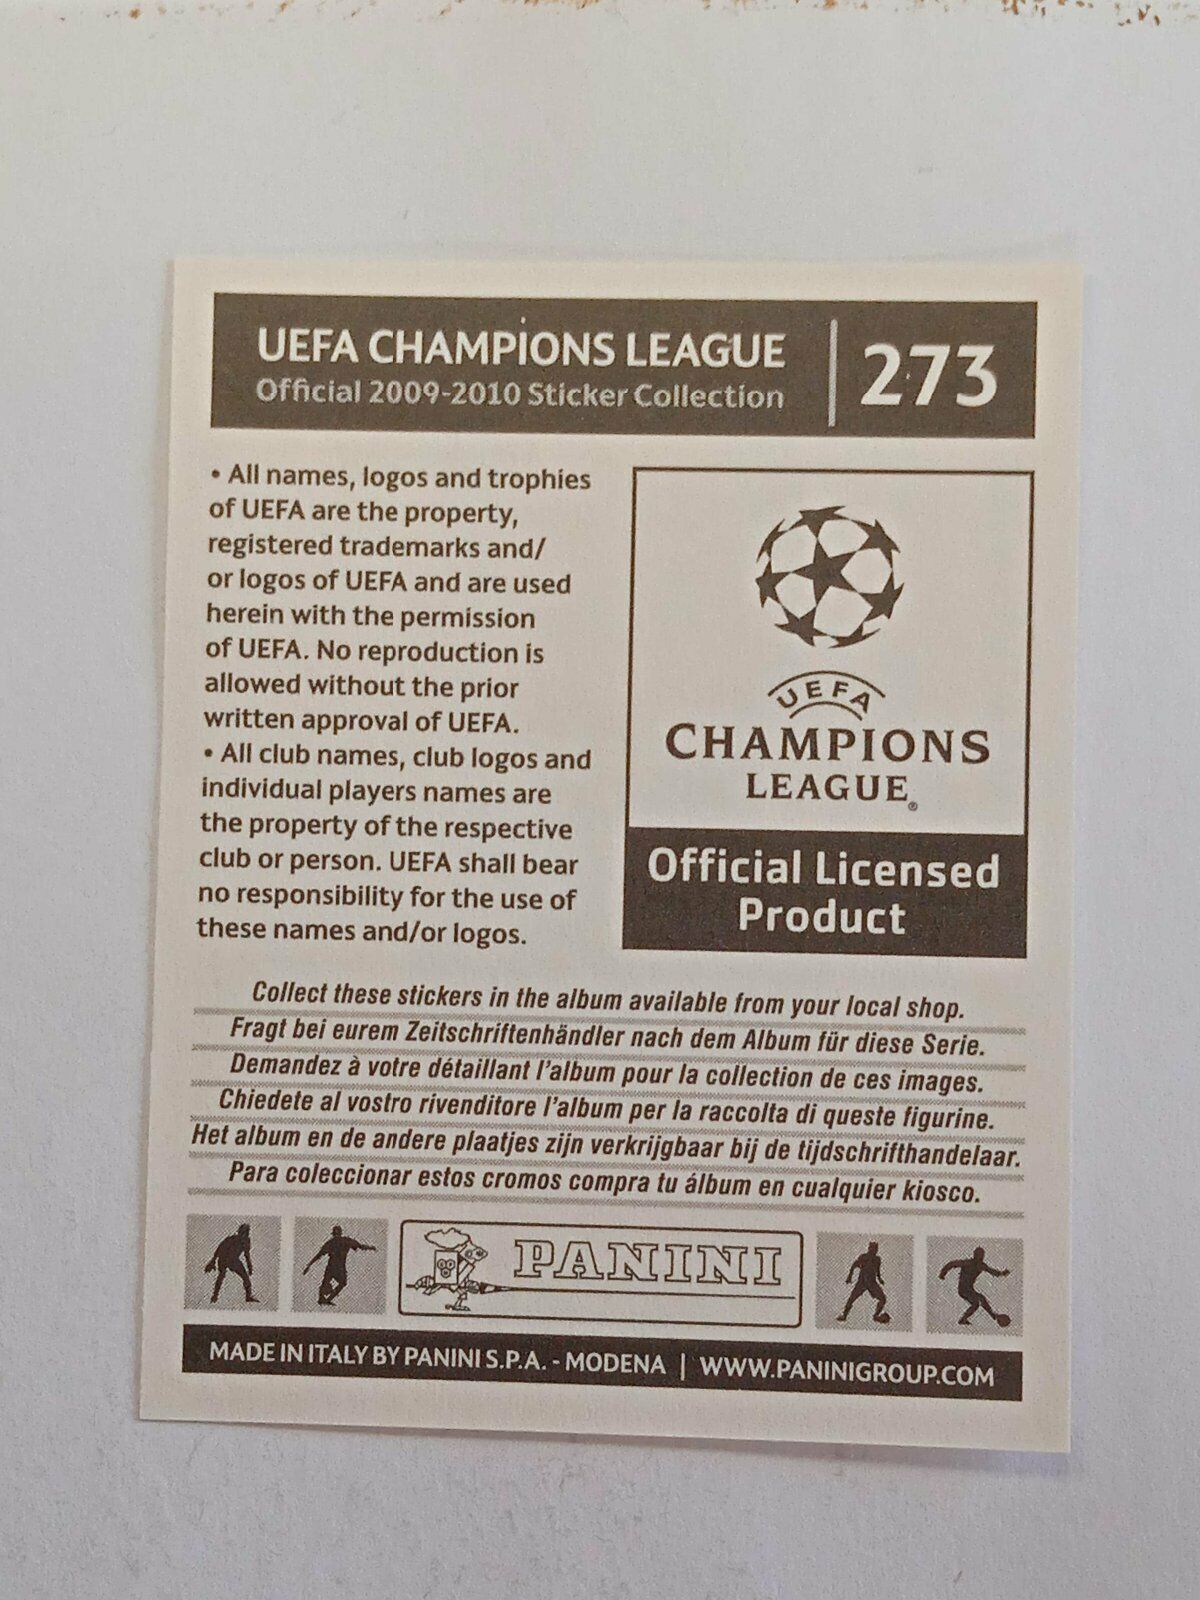 UEFA CHAMPIONS LEAGUE
Official 2009-2010 Sticker Collection
273
• All names, logos and trophies
of UEFA are the property,
registered trademarks and/
or logos of UEFA and are used
herein with the permission
of UEFA. No reproduction is
allowed without the prior
written approval of UEFA.
• All club names, club logos and
individual players names are
the property of the respective
club or person. UEFA shall bear
no responsibility for the use of
these names and/or logos.
UEFA
CHAMPIONS
LEAGUE®
Official Licensed
Product
Collect these stickers in the album available from your local shop.
Fragt bei eurem Zeitschriftenhändler nach dem Album für diese Serie.
Demandez à votre détaillant l'album pour la collection de ces images.
Chiedete al vostro rivenditore l'album per la raccolta di queste figurine.
Het album en de andere plaatjes zijn verkrijgbaar bij de tijdschrifthandelaar.
Para coleccionar estos cromos compra tu álbum en cualquier kiosco.
PANINI
MADE IN ITALY BY PANINI S.P.A. - MODENA | WWW.PANINIGROUP.COM